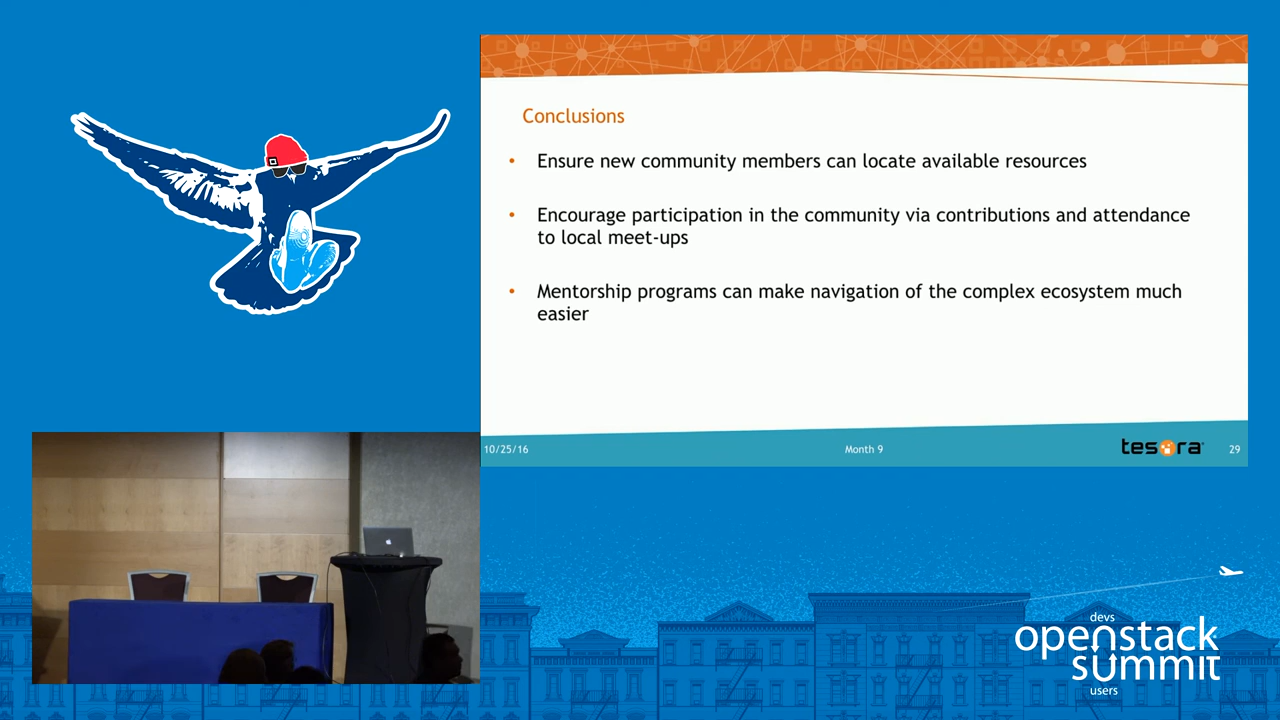 Conclusions
• Ensure new community members can locate available resources
• Encourage participation in the community via contributions and attendance
to local meet-ups
• Mentorship programs can make navigation of the complex ecosystem much
easier
10/25/16
Month 9
tesora
29
devs
openstack
summit
users